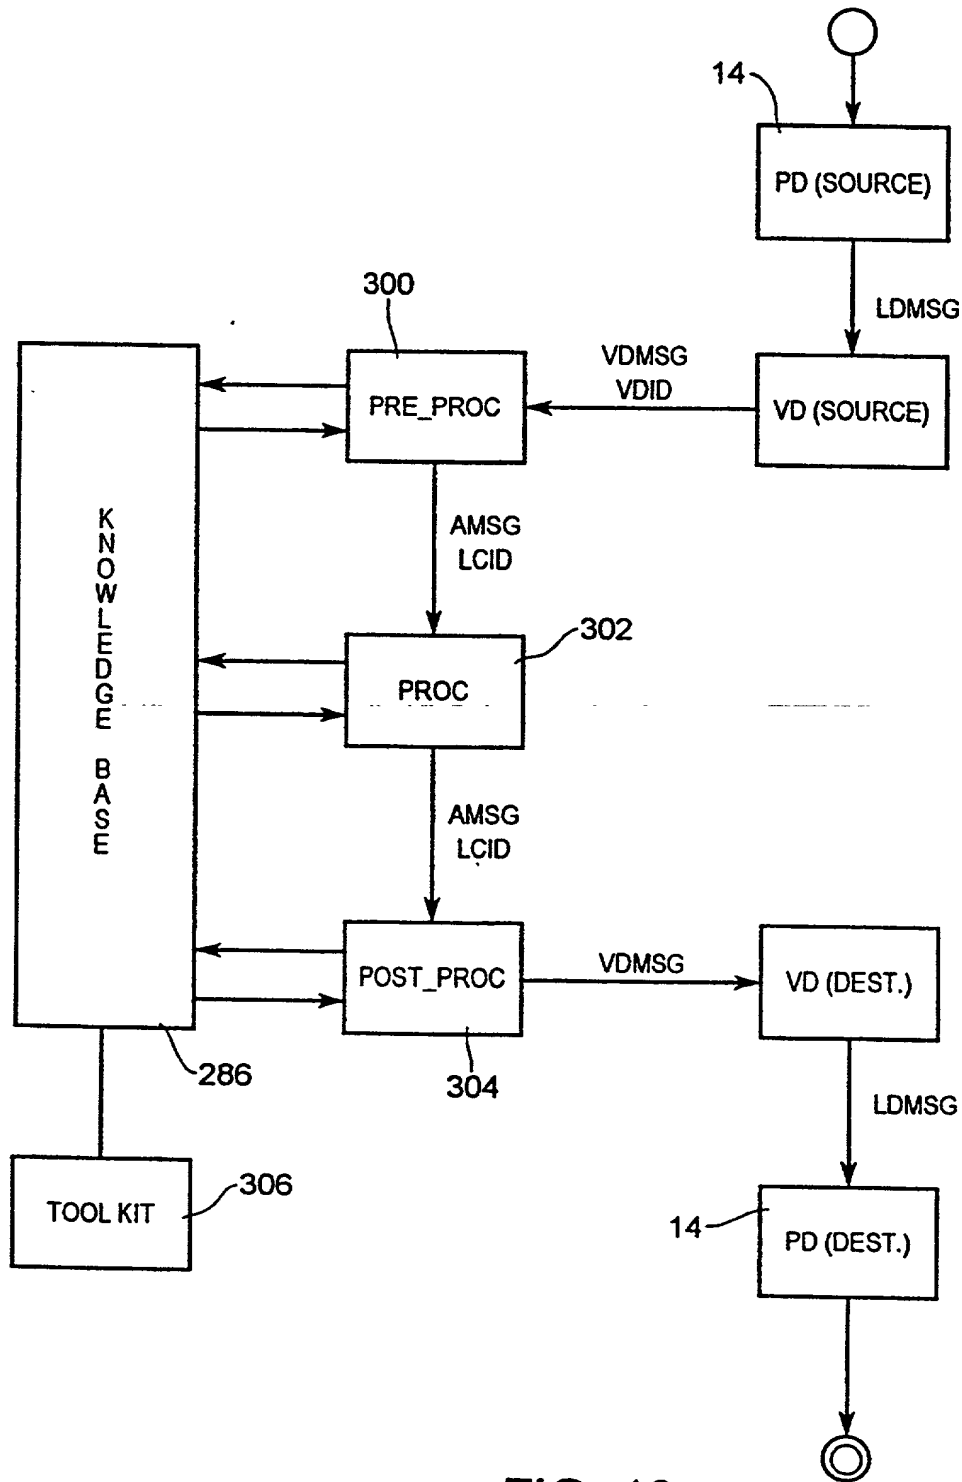 14
PD (SOURCE)
LDMSG
300
VDMSG
VDID
PRE_PROC
VD (SOURCE)
KNOWLEDGE BASE
AMSG
LCID
302
PROC
AMSG
LCID
POST_PROC
VDMSG
VD (DEST.)
286
304
LDMSG
306
TOOL KIT
14
PD (DEST.)